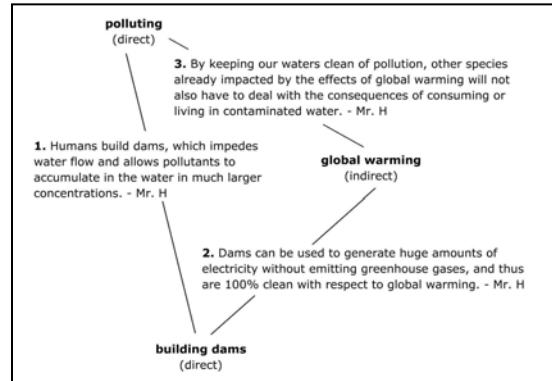 polluting
(direct)
3. By keeping our waters clean of pollution, other species
already impacted by the effects of global warming will not
also have to deal with the consequences of consuming or
living in contaminated water. - Mr. H
1. Humans build dams, which impedes
water flow and allows pollutants to
accumulate in the water in much larger
concentrations. - Mr. H
global warming
(indirect)
2. Dams can be used to generate huge amounts of
electricity without emitting greenhouse gases, and thus
are 100% clean with respect to global warming. - Mr. H
building dams
(direct)